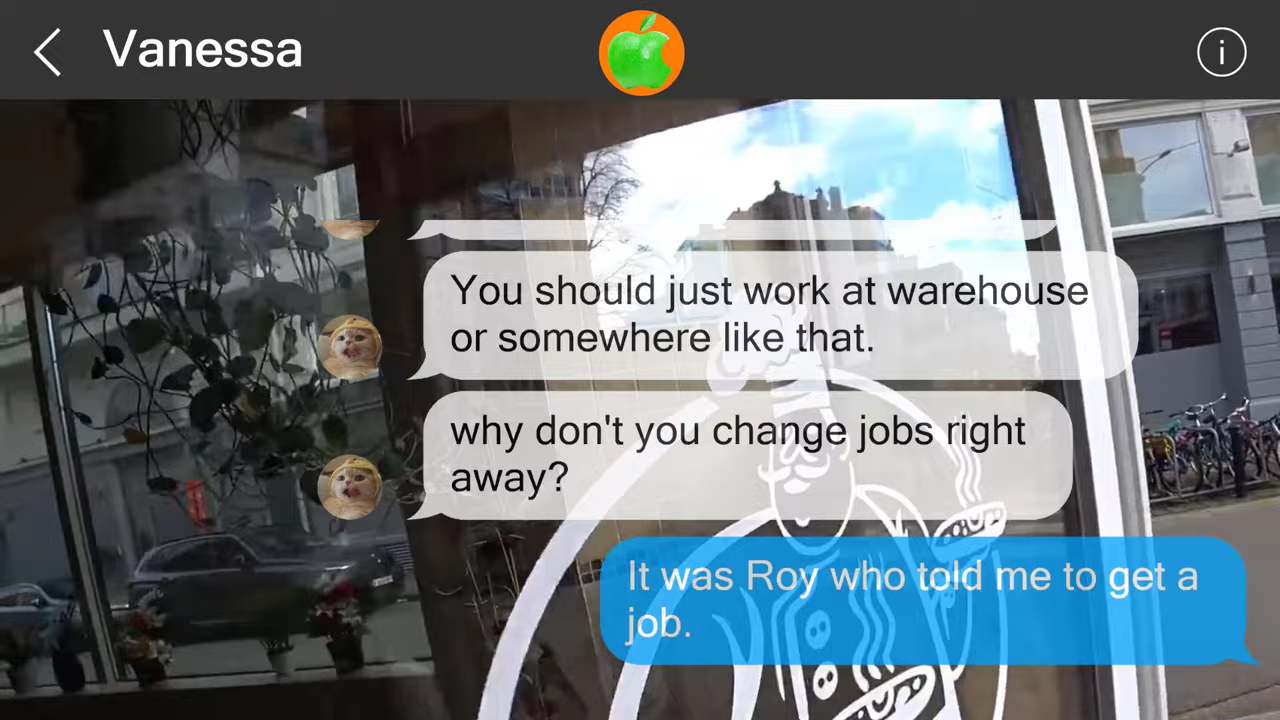 Vanessa
You should just work at warehouse
or somewhere like that.
why don't you change jobs right
away?
It was Roy who told me to get a
job.